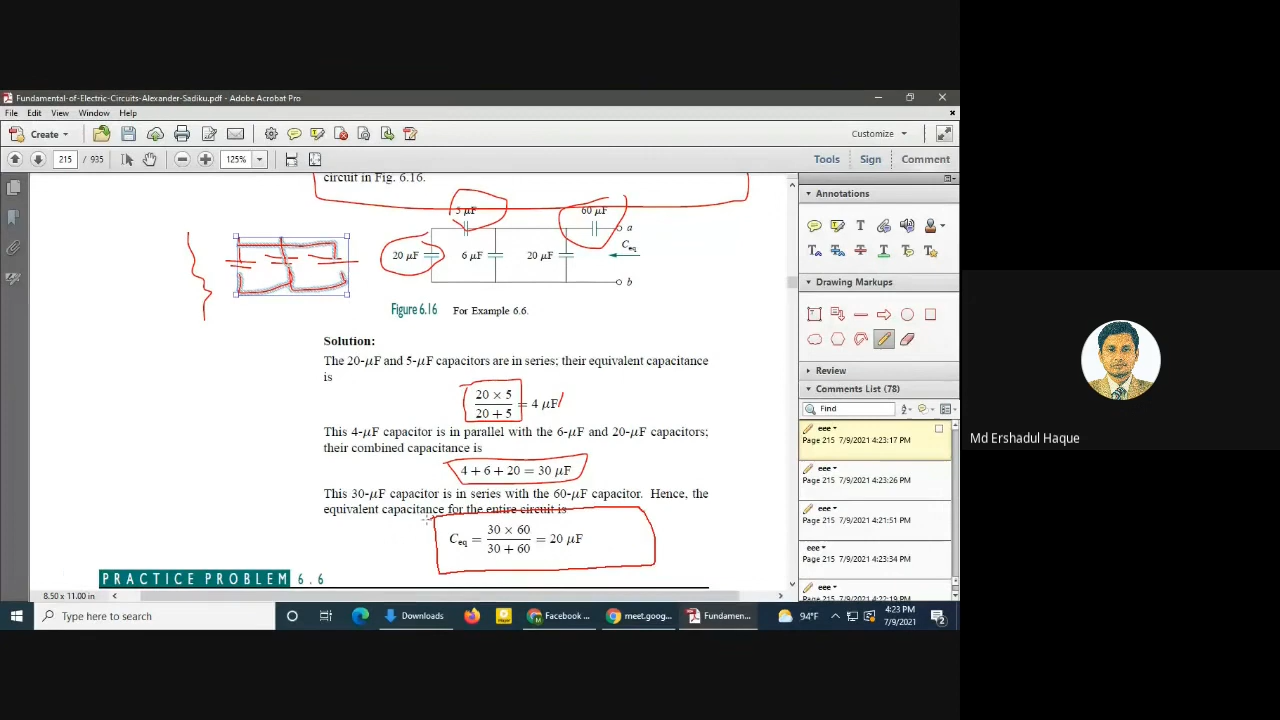 Fundamental-of-Electric-Circuits-Alexander-Sadiku.pdf - Adobe Acrobat Pro
File Edit View Window Help
Create
Customize
215 / 935
125%
Tools Sign Comment
circuit in Fig. 6.16.
5 μF
60 μF
a
Ceq
20 μF
6 μF
20 μF
b
Figure 6.16 For Example 6.6.
Solution:
The 20-μF and 5-μF capacitors are in series; their equivalent capacitance
is
20 × 5 / 20 + 5 = 4 μF
This 4-μF capacitor is in parallel with the 6-μF and 20-μF capacitors;
their combined capacitance is
4 + 6 + 20 = 30 μF
This 30-μF capacitor is in series with the 60-μF capacitor. Hence, the
equivalent capacitance for the entire circuit is
Ceq = 30 × 60 / 30 + 60 = 20 μF
PRACTICE PROBLEM 6.6
8.50 x 11.00 in
Annotations
Drawing Markups
Review
Comments List (78)
Find
eee
Page 215 7/9/2021 4:23:17 PM
eee
Page 215 7/9/2021 4:23:26 PM
eee
Page 215 7/9/2021 4:21:51 PM
eee
Page 215 7/9/2021 4:23:34 PM
eee
Page 215 7/9/2021 4:22:19 PM
Md Ershadul Haque
Type here to search
Downloads
Facebook ...
meet.goog...
Fundamen...
94°F
4:23 PM
7/9/2021
2